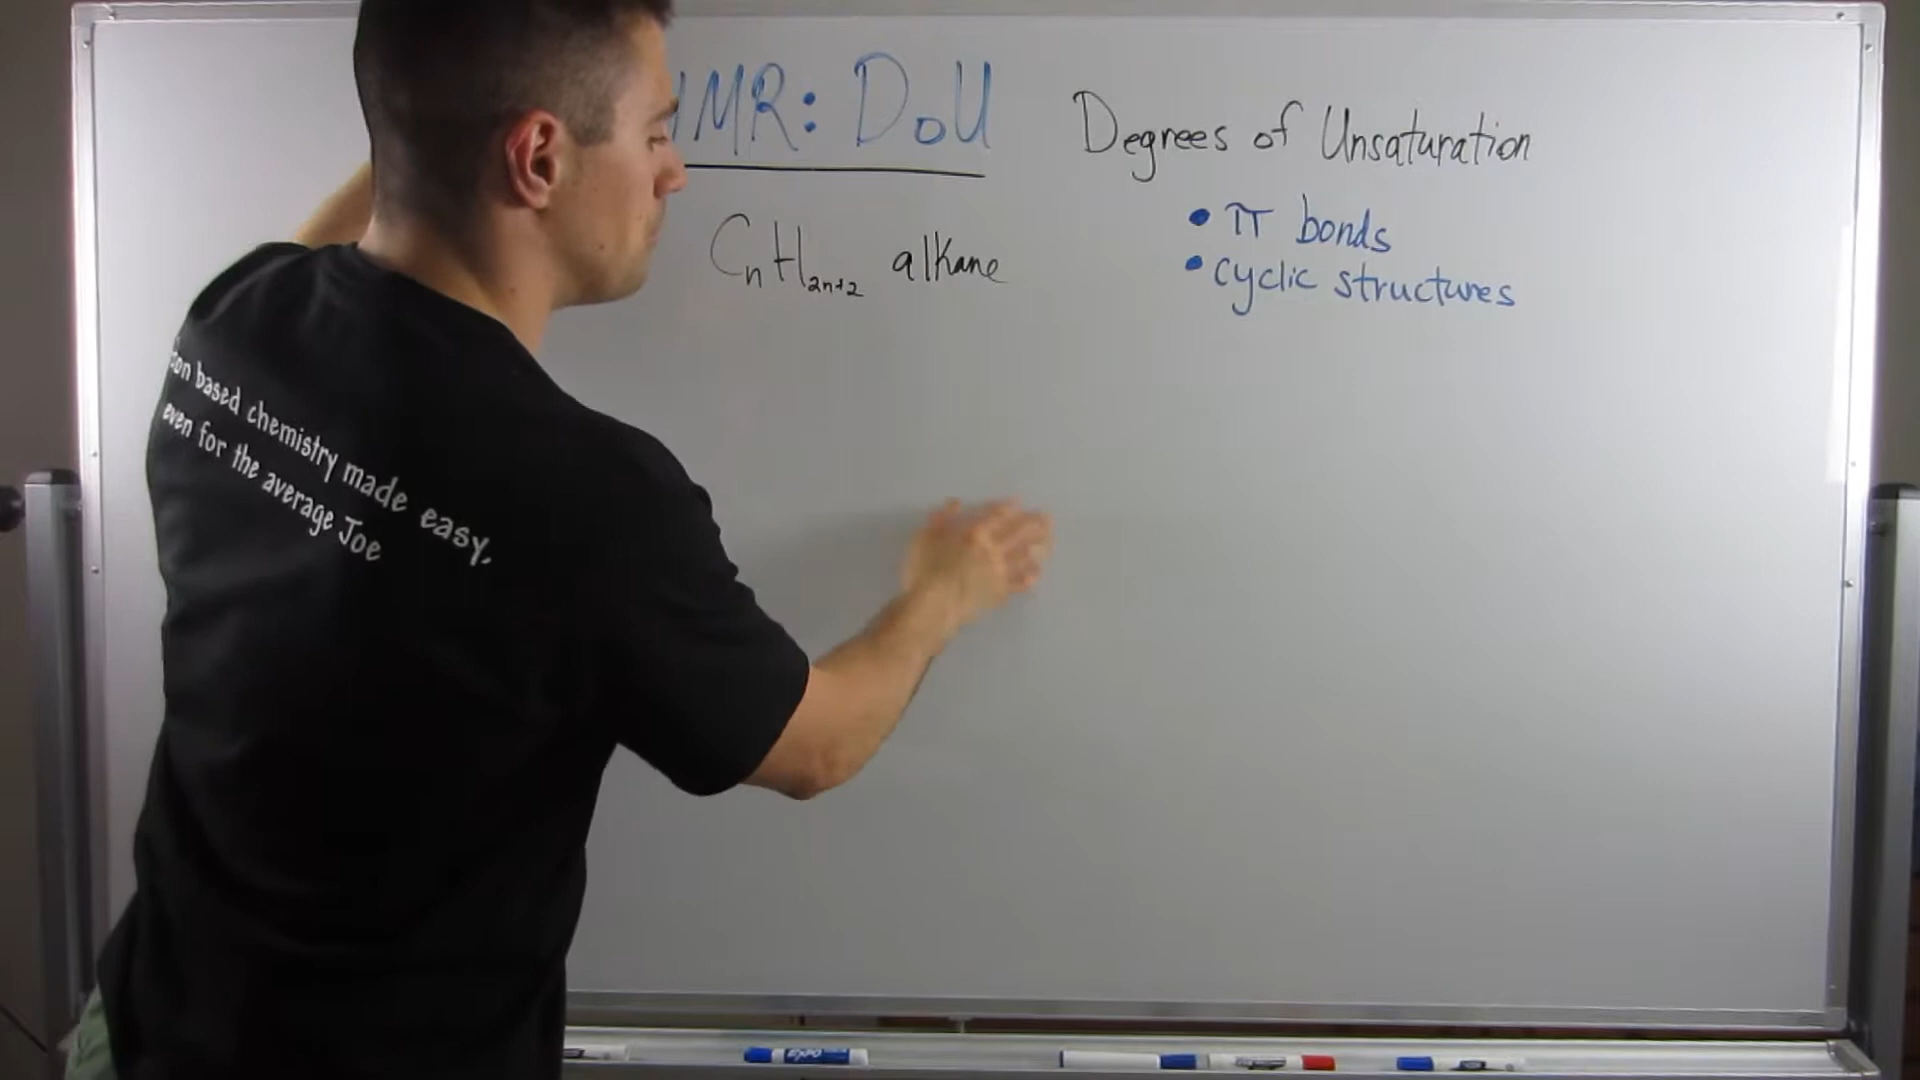 NMR: DoU
Degrees of Unsaturation
• π bonds
• cyclic structures
CnH2n+2 alkane
based chemistry made easy,
even for the average Joe
EXPO